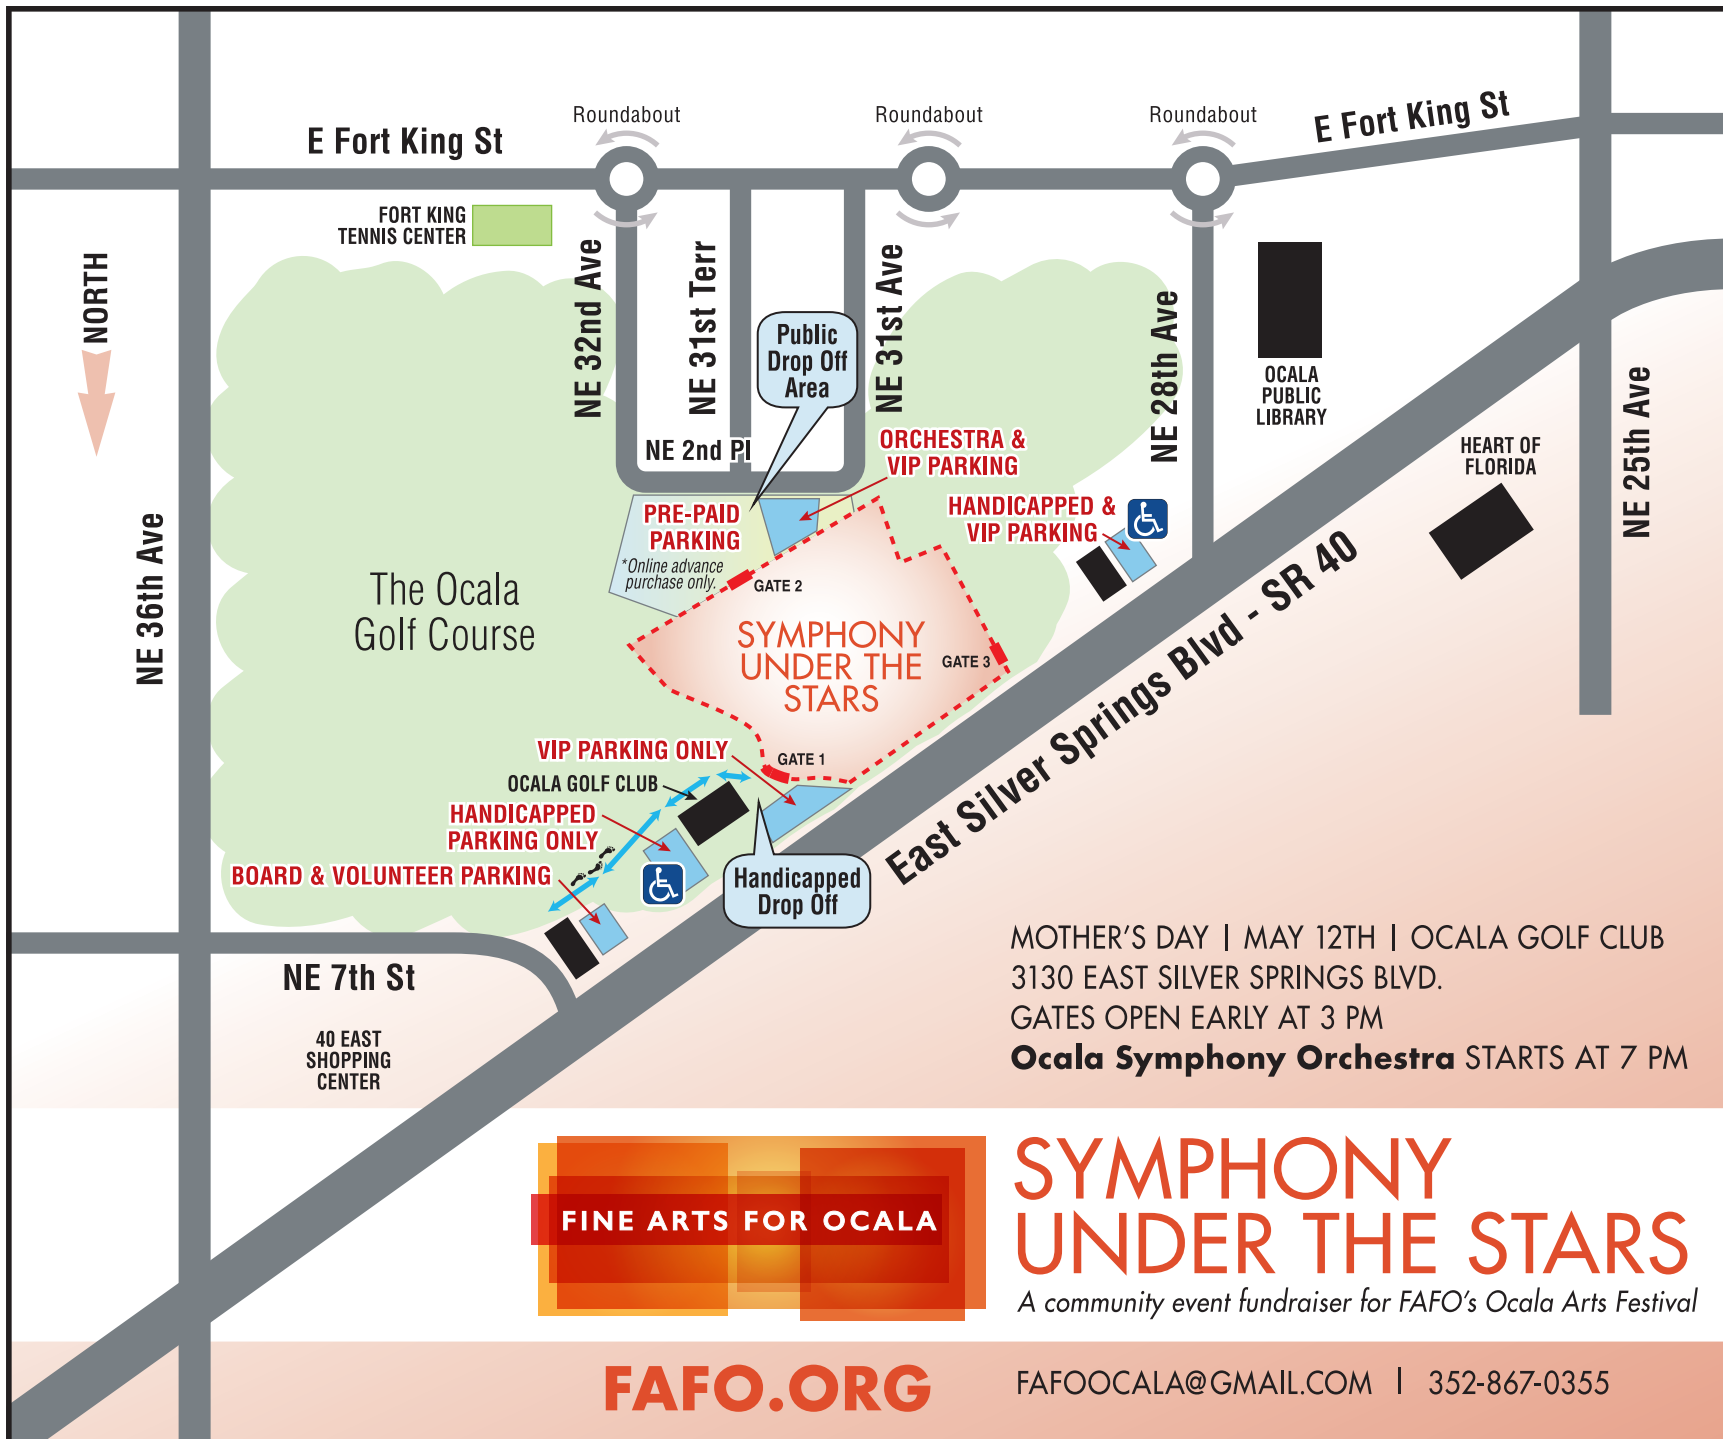 Roundabout
Roundabout
Roundabout
E Fort King St
E Fort King St
FORT KING
TENNIS CENTER
NORTH
NE 32nd Ave
NE 31st Terr
NE 31st Ave
NE 28th Ave
NE 25th Ave
NE 36th Ave
Public
Drop Off
Area
OCALA
PUBLIC
LIBRARY
HEART OF
FLORIDA
NE 2nd Pl
ORCHESTRA &
VIP PARKING
PRE-PAID
PARKING
*Online advance
purchase only.
HANDICAPPED &
VIP PARKING
GATE 2
The Ocala
Golf Course
SYMPHONY
UNDER THE
STARS
GATE 3
East Silver Springs Blvd - SR 40
VIP PARKING ONLY
GATE 1
OCALA GOLF CLUB
HANDICAPPED
PARKING ONLY
BOARD & VOLUNTEER PARKING
Handicapped
Drop Off
NE 7th St
40 EAST
SHOPPING
CENTER
MOTHER'S DAY | MAY 12TH | OCALA GOLF CLUB
3130 EAST SILVER SPRINGS BLVD.
GATES OPEN EARLY AT 3 PM
Ocala Symphony Orchestra STARTS AT 7 PM
FINE ARTS FOR OCALA
SYMPHONY
UNDER THE STARS
A community event fundraiser for FAFO's Ocala Arts Festival
FAFO.ORG
FAFOOCALA@GMAIL.COM | 352-867-0355